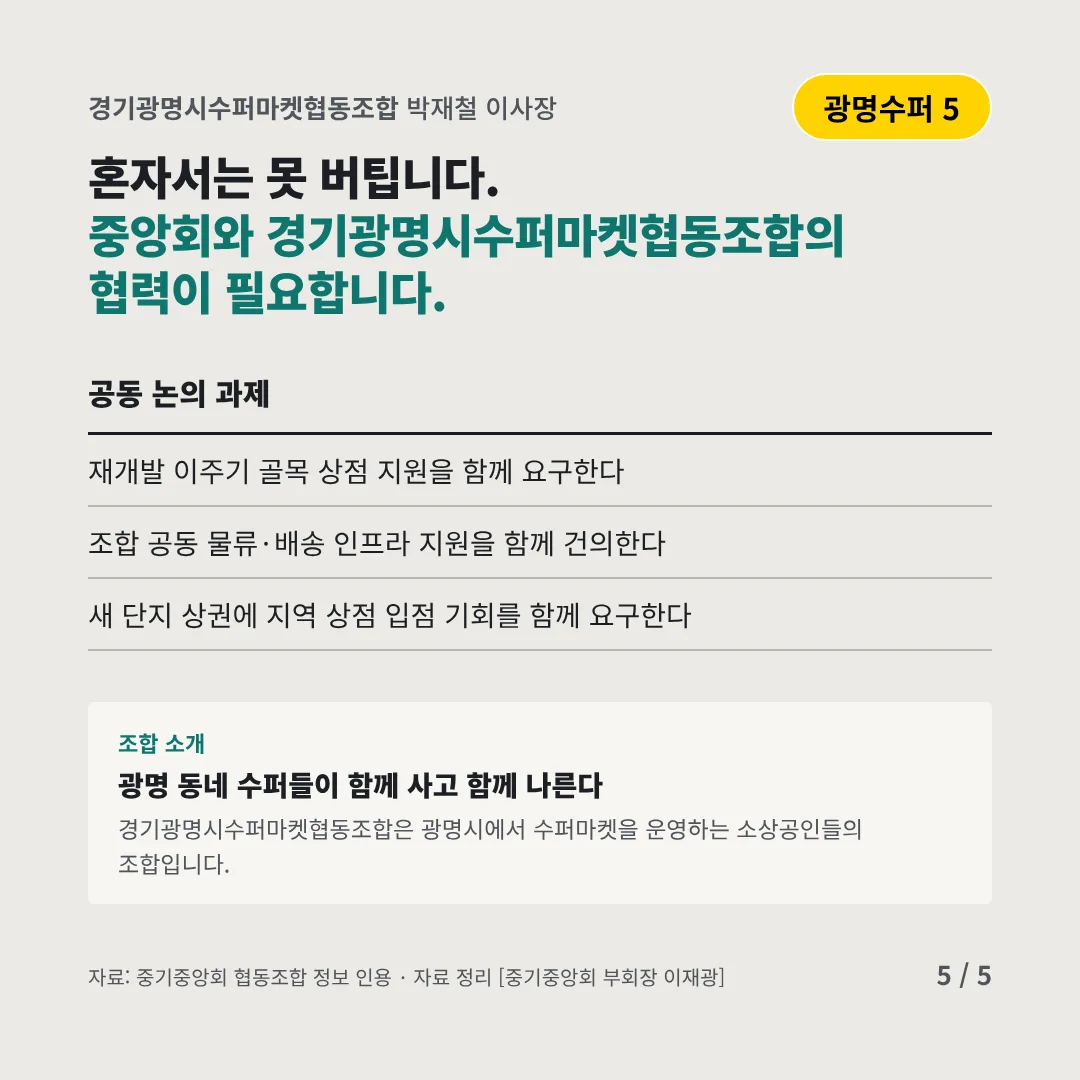 경기광명시수퍼마켓협동조합 박재철 이사장
광명수퍼 5
혼자서는 못 버팁니다.
중앙회와 경기광명시수퍼마켓협동조합의
협력이 필요합니다.
공동 논의 과제
재개발 이주기 골목 상점 지원을 함께 요구한다
조합 공동 물류·배송 인프라 지원을 함께 건의한다
새 단지 상권에 지역 상점 입점 기회를 함께 요구한다
조합 소개
광명 동네 수퍼들이 함께 사고 함께 나른다
경기광명시수퍼마켓협동조합은 광명시에서 수퍼마켓을 운영하는 소상공인들의
조합입니다.
자료: 중기중앙회 협동조합 정보 인용 · 자료 정리 [중기중앙회 부회장 이재광]
5 / 5